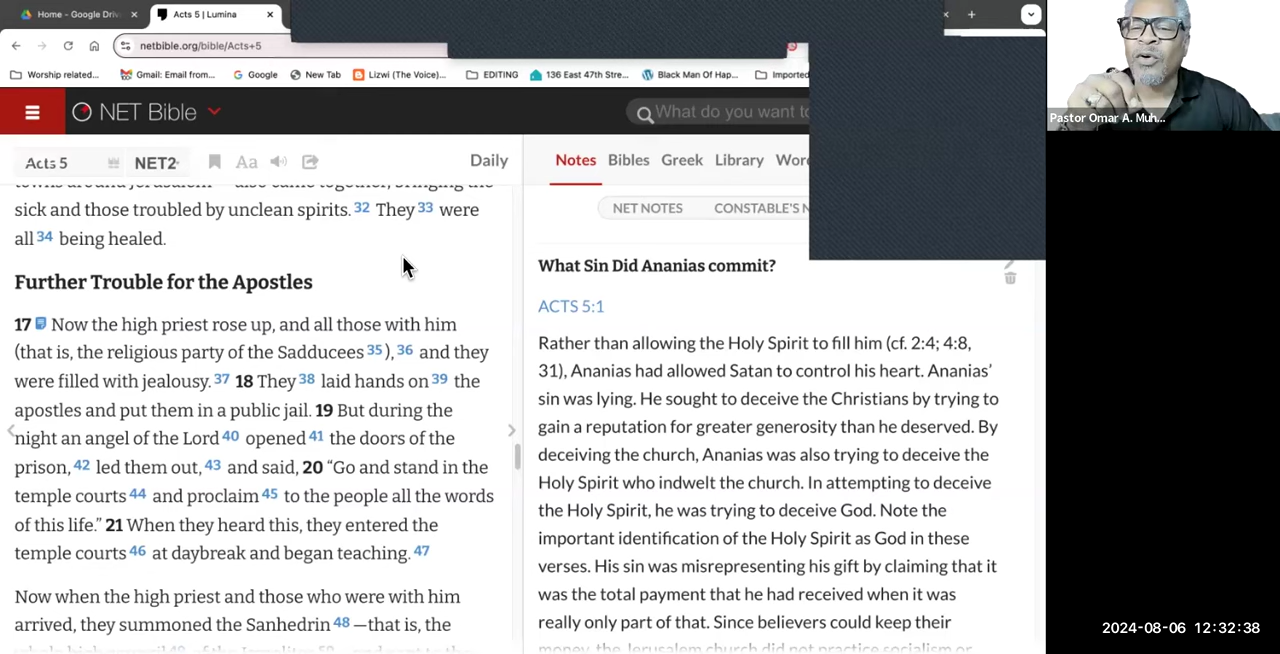 Home - Google Driv
Acts 5 | Lumina
netbible.org/bible/Acts+5
Worship related...
Gmail: Email from...
Google
New Tab
Lizwi (The Voice)...
EDITING
136 East 47th Stre...
Black Man Of Hap...
Imported
NET Bible
What do you want to
Acts 5
NET2
Aa
Daily
sick and those troubled by unclean spirits. 32 They 33 were
all 34 being healed.
Further Trouble for the Apostles
17 Now the high priest rose up, and all those with him
(that is, the religious party of the Sadducees 35), 36 and they
were filled with jealousy. 37 18 They 38 laid hands on 39 the
apostles and put them in a public jail. 19 But during the
night an angel of the Lord 40 opened 41 the doors of the
prison, 42 led them out, 43 and said, 20 “Go and stand in the
temple courts 44 and proclaim 45 to the people all the words
of this life.” 21 When they heard this, they entered the
temple courts 46 at daybreak and began teaching. 47
Now when the high priest and those who were with him
arrived, they summoned the Sanhedrin 48 —that is, the
Notes
Bibles
Greek
Library
Wor
NET NOTES
CONSTABLE'S N
What Sin Did Ananias commit?
ACTS 5:1
Rather than allowing the Holy Spirit to fill him (cf. 2:4; 4:8,
31), Ananias had allowed Satan to control his heart. Ananias’
sin was lying. He sought to deceive the Christians by trying to
gain a reputation for greater generosity than he deserved. By
deceiving the church, Ananias was also trying to deceive the
Holy Spirit who indwelt the church. In attempting to deceive
the Holy Spirit, he was trying to deceive God. Note the
important identification of the Holy Spirit as God in these
verses. His sin was misrepresenting his gift by claiming that it
was the total payment that he had received when it was
really only part of that. Since believers could keep their
money, the Jerusalem church did not practice socialism or
Pastor Omar A. Muh...
2024-08-06 12:32:38